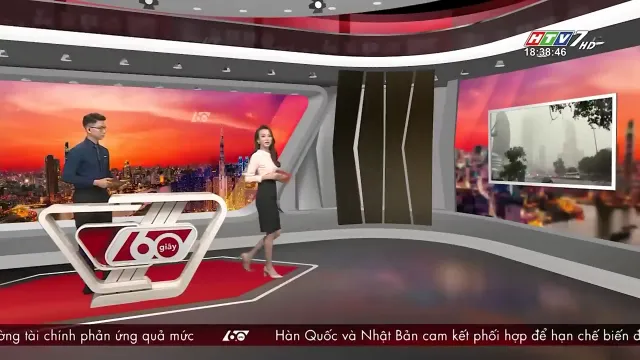 HTV7 HD
18:38:46
60 giây
ờng tài chính phản ứng quá mức 60 Hàn Quốc và Nhật Bản cam kết phối hợp để hạn chế biến đ